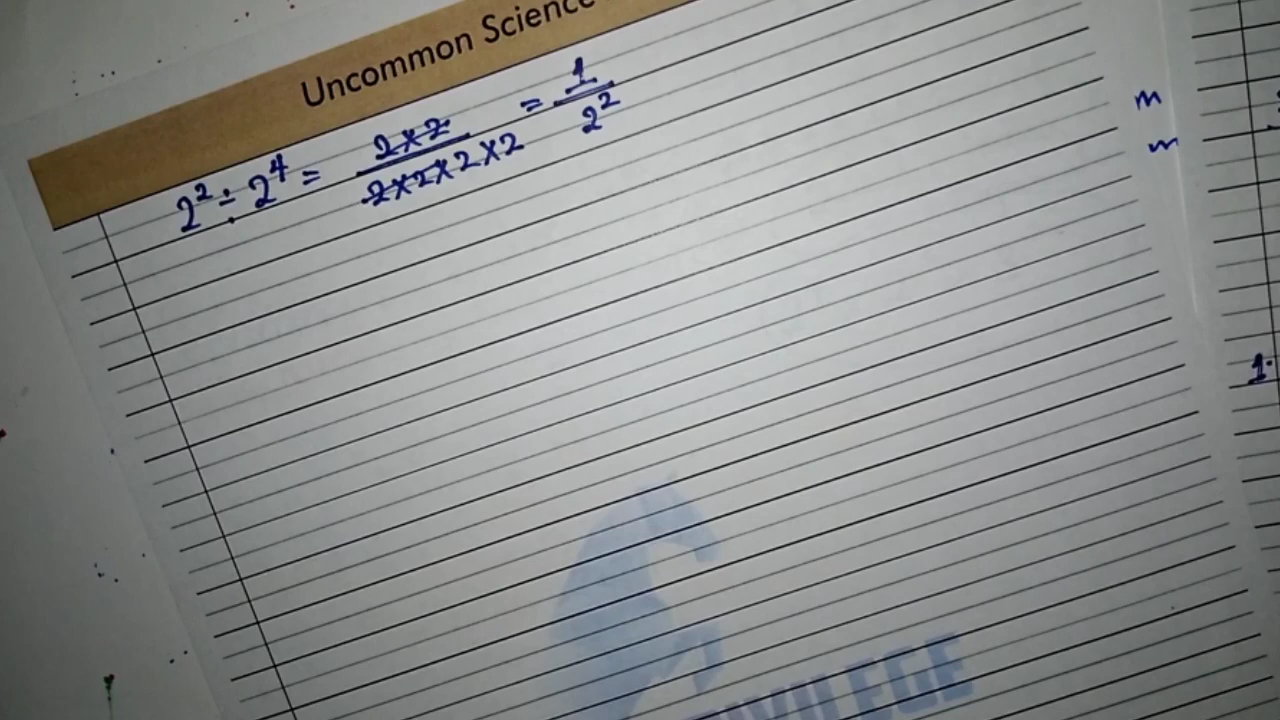 Uncommon Science
2² ÷ 2⁴ = 2×2 / 2×2×2×2 = 1 / 2²
m
m
1.